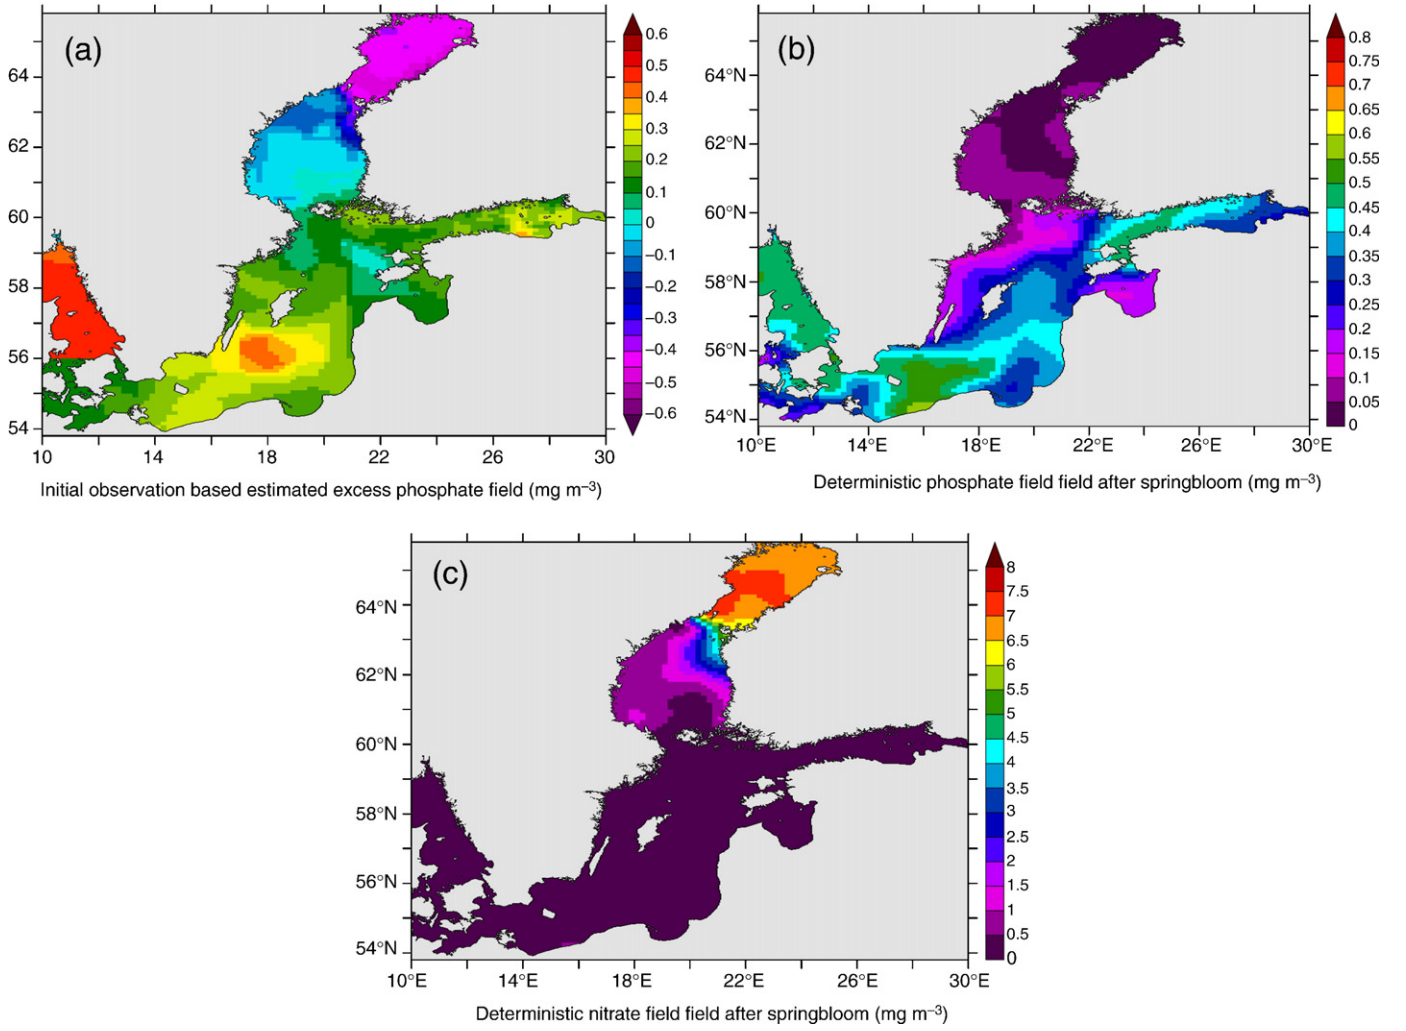 (a)
64
62
60
58
56
54
10 14 18 22 26 30
0.6
0.5
0.4
0.3
0.2
0.1
0
−0.1
−0.2
−0.3
−0.4
−0.5
−0.6
Initial observation based estimated excess phosphate field (mg m−3)
(b)
64°N
62°N
60°N
58°N
56°N
54°N
10°E 14°E 18°E 22°E 26°E 30°E
0.8
0.75
0.7
0.65
0.6
0.55
0.5
0.45
0.4
0.35
0.3
0.25
0.2
0.15
0.1
0.05
0
Deterministic phosphate field field after springbloom (mg m−3)
(c)
64°N
62°N
60°N
58°N
56°N
54°N
10°E 14°E 18°E 22°E 26°E 30°E
8
7.5
7
6.5
6
5.5
5
4.5
4
3.5
3
2.5
2
1.5
1
0.5
0
Deterministic nitrate field field after springbloom (mg m−3)